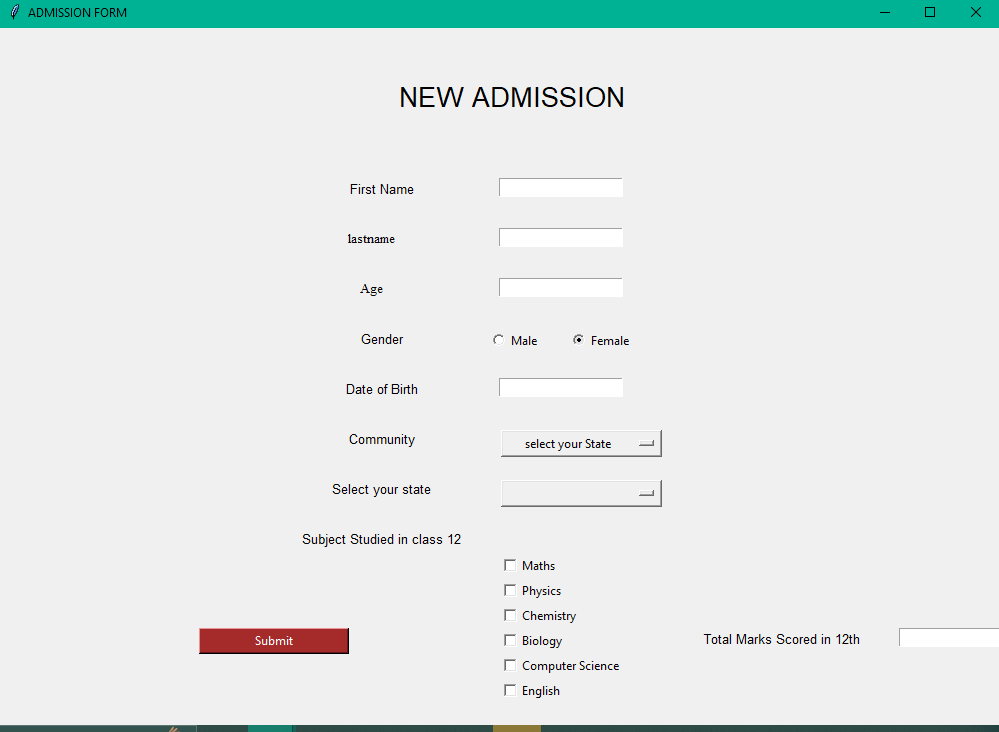 ADMISSION FORM
NEW ADMISSION
First Name
lastname
Age
Gender Male Female
Date of Birth
Community select your State
Select your state
Subject Studied in class 12
Maths
Physics
Chemistry
Submit Biology Total Marks Scored in 12th
Computer Science
English